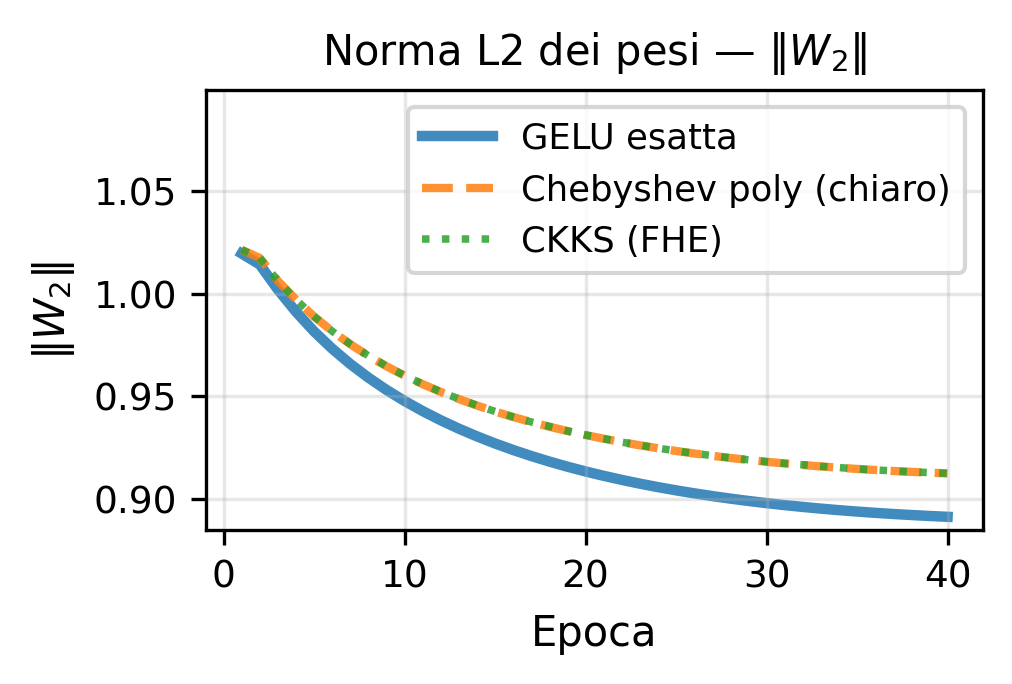 Norma L2 dei pesi — ‖W₂‖
GELU esatta
Chebyshev poly (chiaro)
CKKS (FHE)
‖W₂‖
1.05
1.00
0.95
0.90
0 10 20 30 40
Epoca